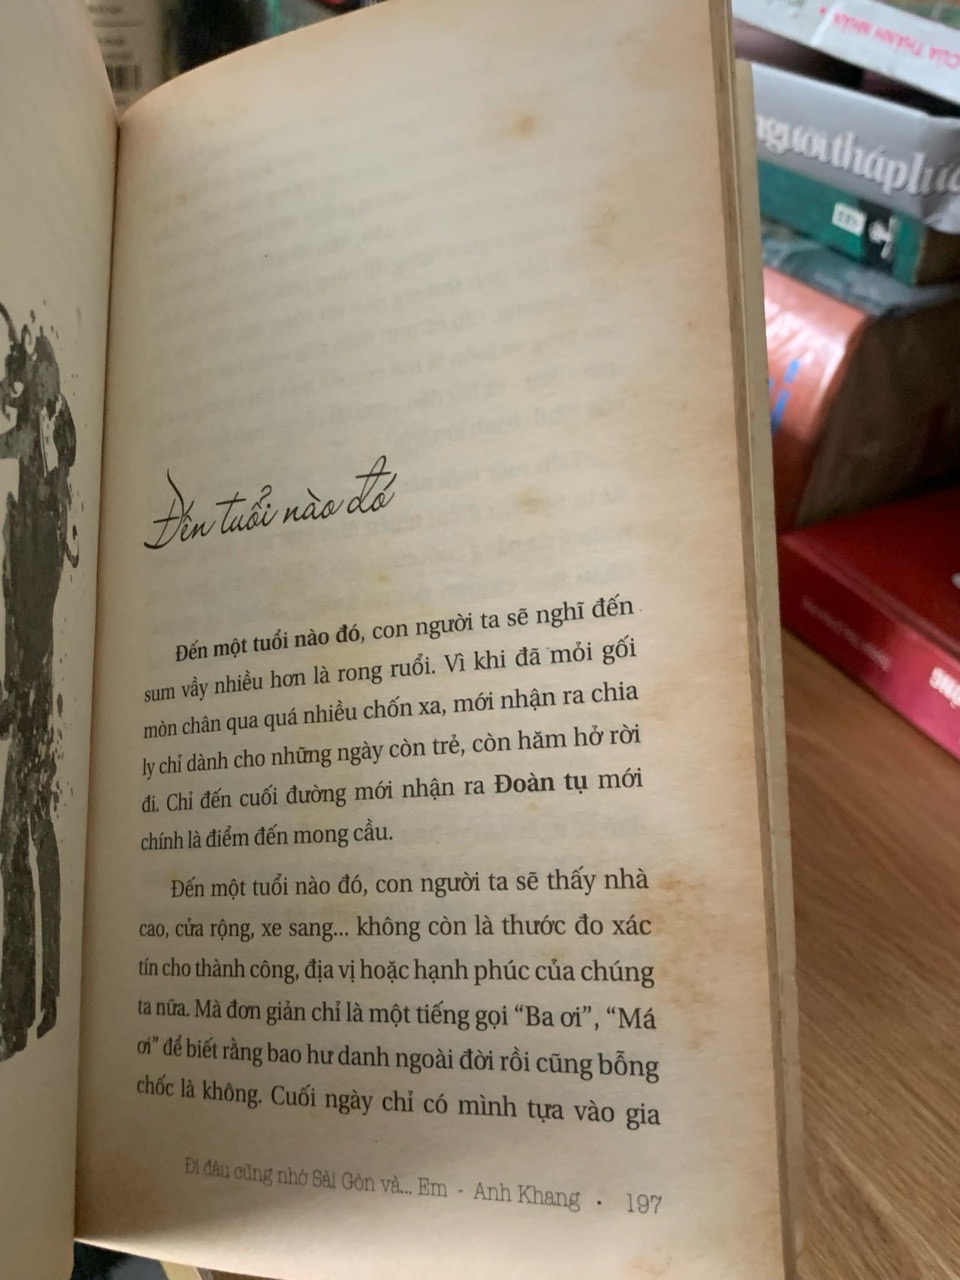 Đến tuổi nào đó
Đến một tuổi nào đó, con người ta sẽ nghĩ đến
sum vầy nhiều hơn là rong ruổi. Vì khi đã mỏi gối
mòn chân qua quá nhiều chốn xa, mới nhận ra chia
ly chỉ dành cho những ngày còn trẻ, còn hăm hở rời
đi. Chỉ đến cuối đường mới nhận ra Đoàn tụ mới
chính là điểm đến mong cầu.
Đến một tuổi nào đó, con người ta sẽ thấy nhà
cao, cửa rộng, xe sang... không còn là thước đo xác
tín cho thành công, địa vị hoặc hạnh phúc của chúng
ta nữa. Mà đơn giản chỉ là một tiếng gọi “Ba ơi”, “Má
ơi” để biết rằng bao hư danh ngoài đời rồi cũng bỗng
chốc là không. Cuối ngày chỉ có mình tựa vào gia
Đi đâu cũng nhớ Sài Gòn và... Em - Anh Khang • 197
CỦA THÁNH NHÂN
người tháp